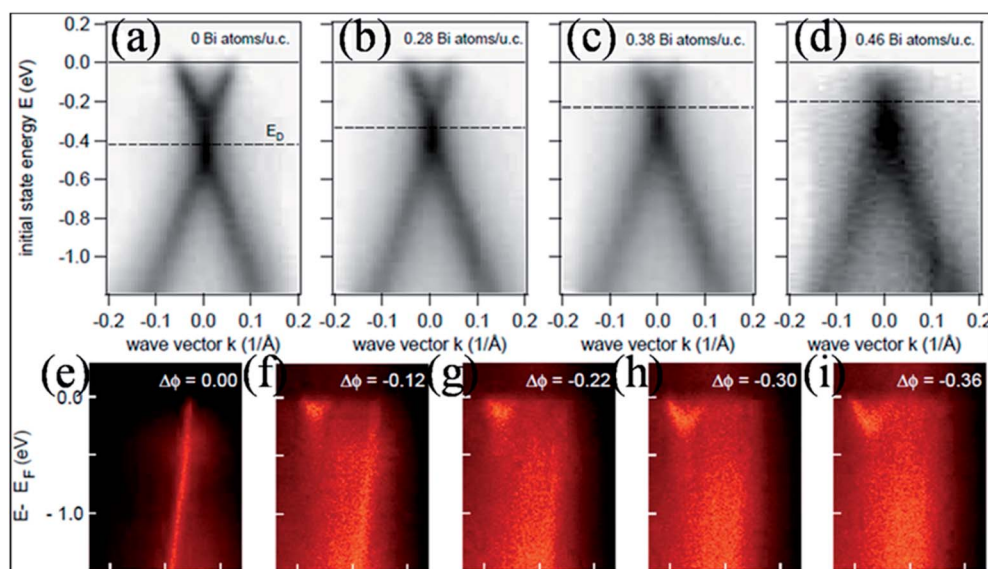 (a) 0 Bi atoms/u.c.
(b) 0.28 Bi atoms/u.c.
(c) 0.38 Bi atoms/u.c.
(d) 0.46 Bi atoms/u.c.
initial state energy E (eV)
0.2
0.0
-0.2
-0.4
-0.6
-0.8
-1.0
E_D
-0.2 -0.1 0.0 0.1 0.2
wave vector k (1/Å)
-0.2 -0.1 0.0 0.1 0.2
wave vector k (1/Å)
-0.2 -0.1 0.0 0.1 0.2
wave vector k (1/Å)
-0.2 -0.1 0.0 0.1 0.2
wave vector k (1/Å)
(e) Δϕ = 0.00
(f) Δϕ = -0.12
(g) Δϕ = -0.22
(h) Δϕ = -0.30
(i) Δϕ = -0.36
E- E_F (eV)
0.0
- 1.0